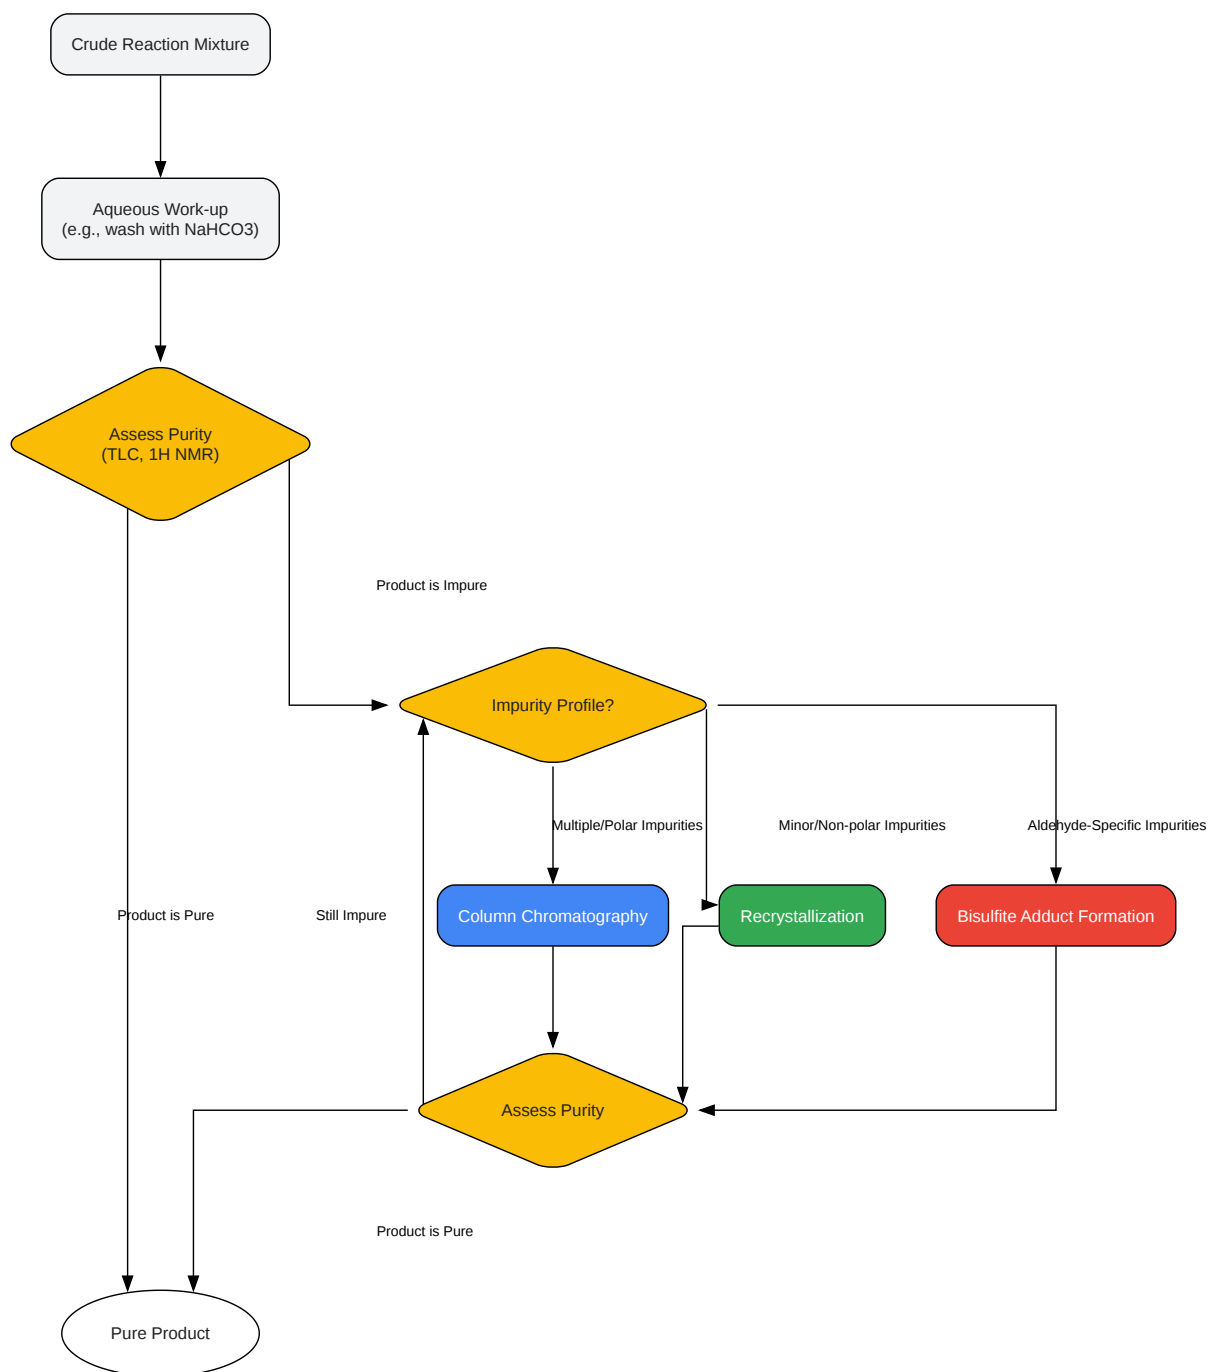 Crude Reaction Mixture
Aqueous Work-up
(e.g., wash with NaHCO3)
Assess Purity
(TLC, 1H NMR)
Product is Impure
Impurity Profile?
Multiple/Polar Impurities
Minor/Non-polar Impurities
Aldehyde-Specific Impurities
Product is Pure
Still Impure
Column Chromatography
Recrystallization
Bisulfite Adduct Formation
Assess Purity
Product is Pure
Pure Product